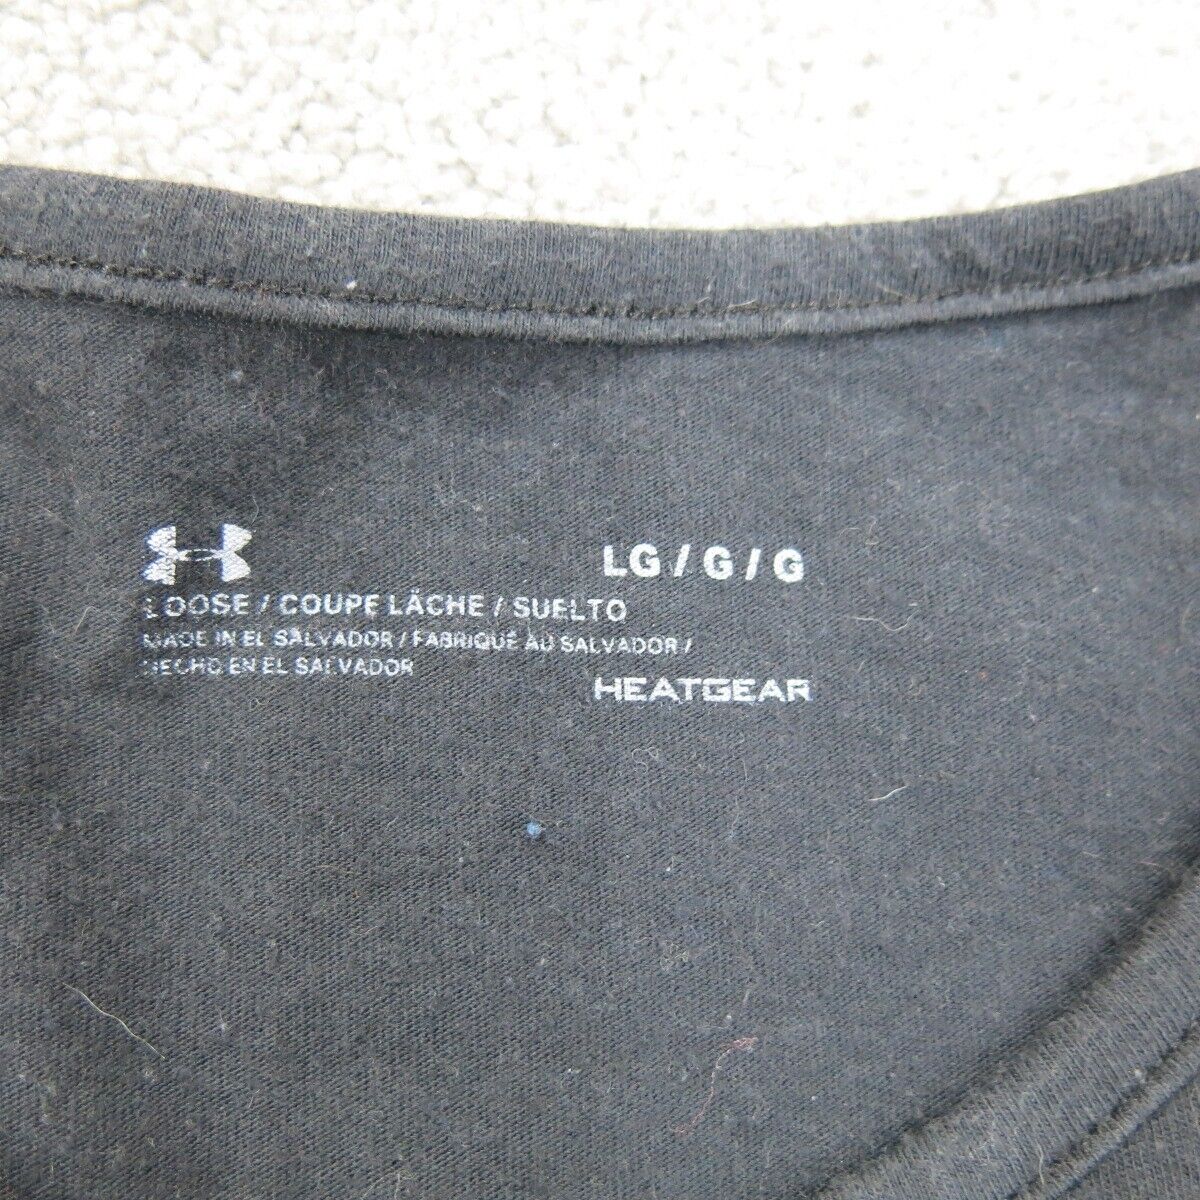 LG / G / G
LOOSE / COUPE LÂCHE / SUELTO
MADE IN EL SALVADOR / FABRIQUÉ AU SALVADOR /
HECHO EN EL SALVADOR
HEATGEAR